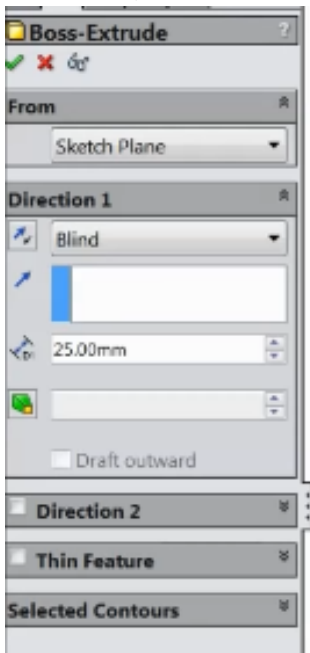 Boss-Extrude ?
From
Sketch Plane
Direction 1
Blind
25.00mm
Draft outward
Direction 2
Thin Feature
Selected Contours